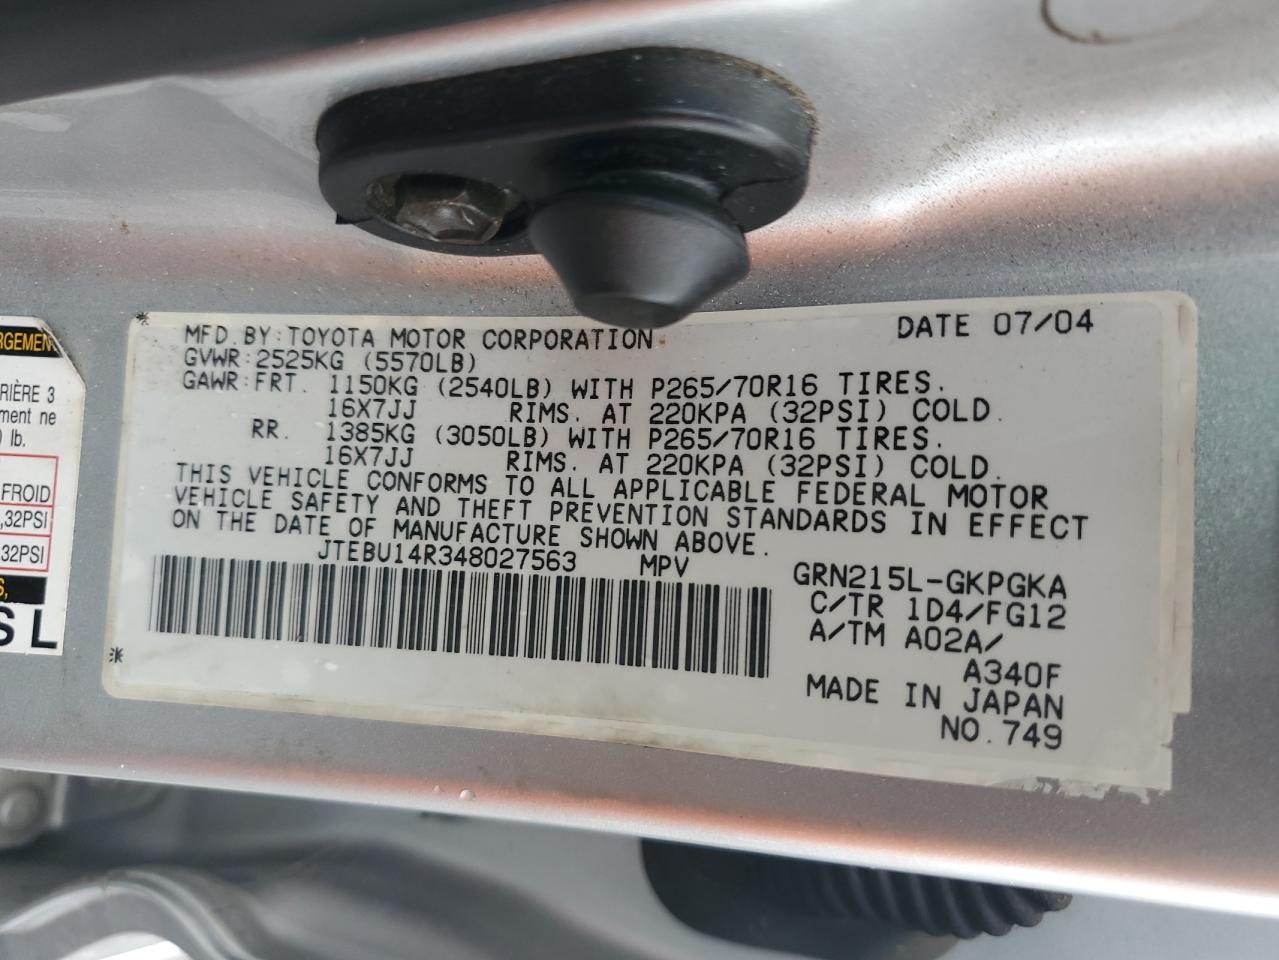 MFD. BY: TOYOTA MOTOR CORPORATION DATE 07/04
GVWR: 2525KG (5570LB)
GAWR: FRT. 1150KG (2540LB) WITH P265/70R16 TIRES.
16X7JJ RIMS. AT 220KPA (32PSI) COLD.
RR. 1385KG (3050LB) WITH P265/70R16 TIRES.
16X7JJ RIMS. AT 220KPA (32PSI) COLD.
THIS VEHICLE CONFORMS TO ALL APPLICABLE FEDERAL MOTOR
VEHICLE SAFETY AND THEFT PREVENTION STANDARDS IN EFFECT
ON THE DATE OF MANUFACTURE SHOWN ABOVE.
JTEBU14R348027563 MPV
GRN215L-GKPGKA
C/TR 1D4/FG12
A/TM A02A/
A340F
MADE IN JAPAN
NO. 749
RIÈRE 3
ment ne
lb.
FROID
,32PSI
32PSI
S L